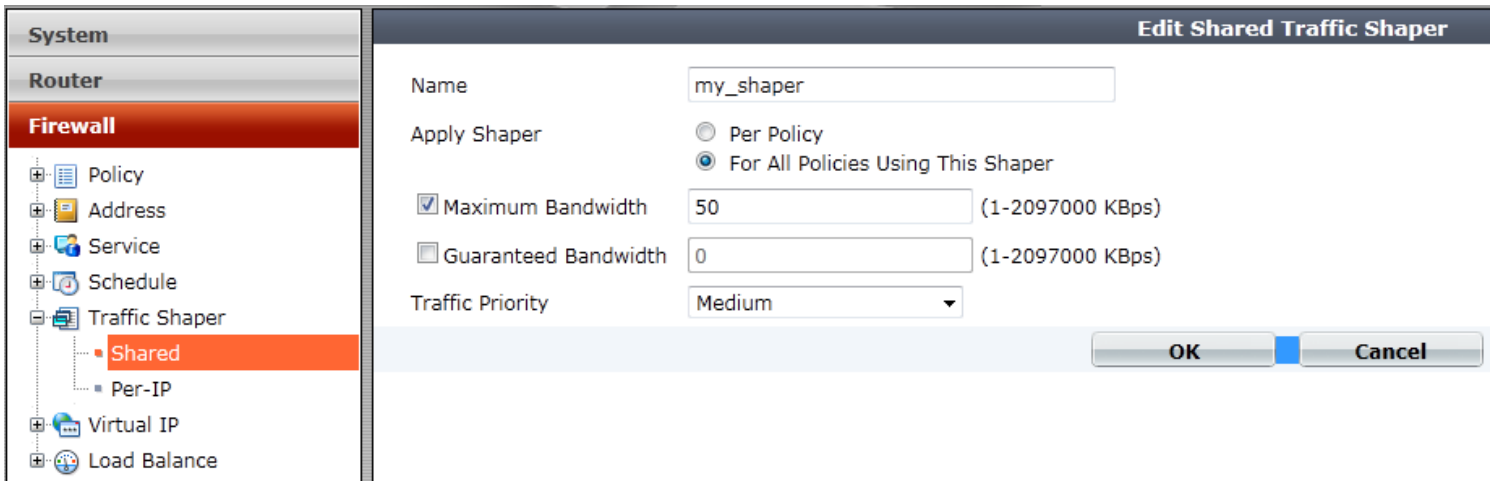 System
Router
Firewall
Policy
Address
Service
Schedule
Traffic Shaper
Shared
Per-IP
Virtual IP
Load Balance
Edit Shared Traffic Shaper
Name my_shaper
Apply Shaper Per Policy
For All Policies Using This Shaper
Maximum Bandwidth 50 (1-2097000 KBps)
Guaranteed Bandwidth 0 (1-2097000 KBps)
Traffic Priority Medium
OK Cancel